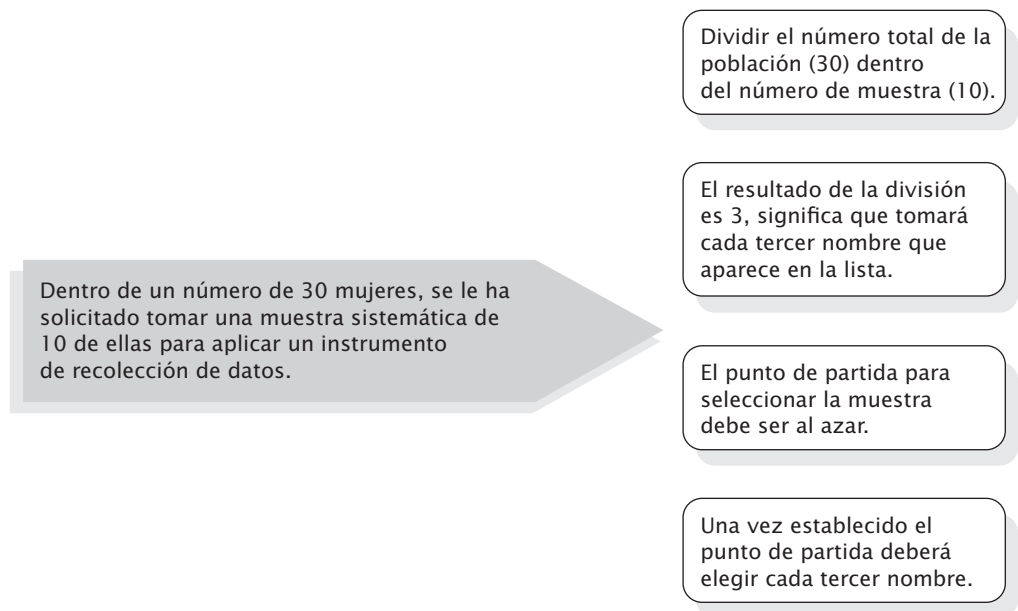 Dentro de un número de 30 mujeres, se le ha
solicitado tomar una muestra sistemática de
10 de ellas para aplicar un instrumento
de recolección de datos.
Dividir el número total de la
población (30) dentro
del número de muestra (10).
El resultado de la división
es 3, significa que tomará
cada tercer nombre que
aparece en la lista.
El punto de partida para
seleccionar la muestra
debe ser al azar.
Una vez establecido el
punto de partida deberá
elegir cada tercer nombre.